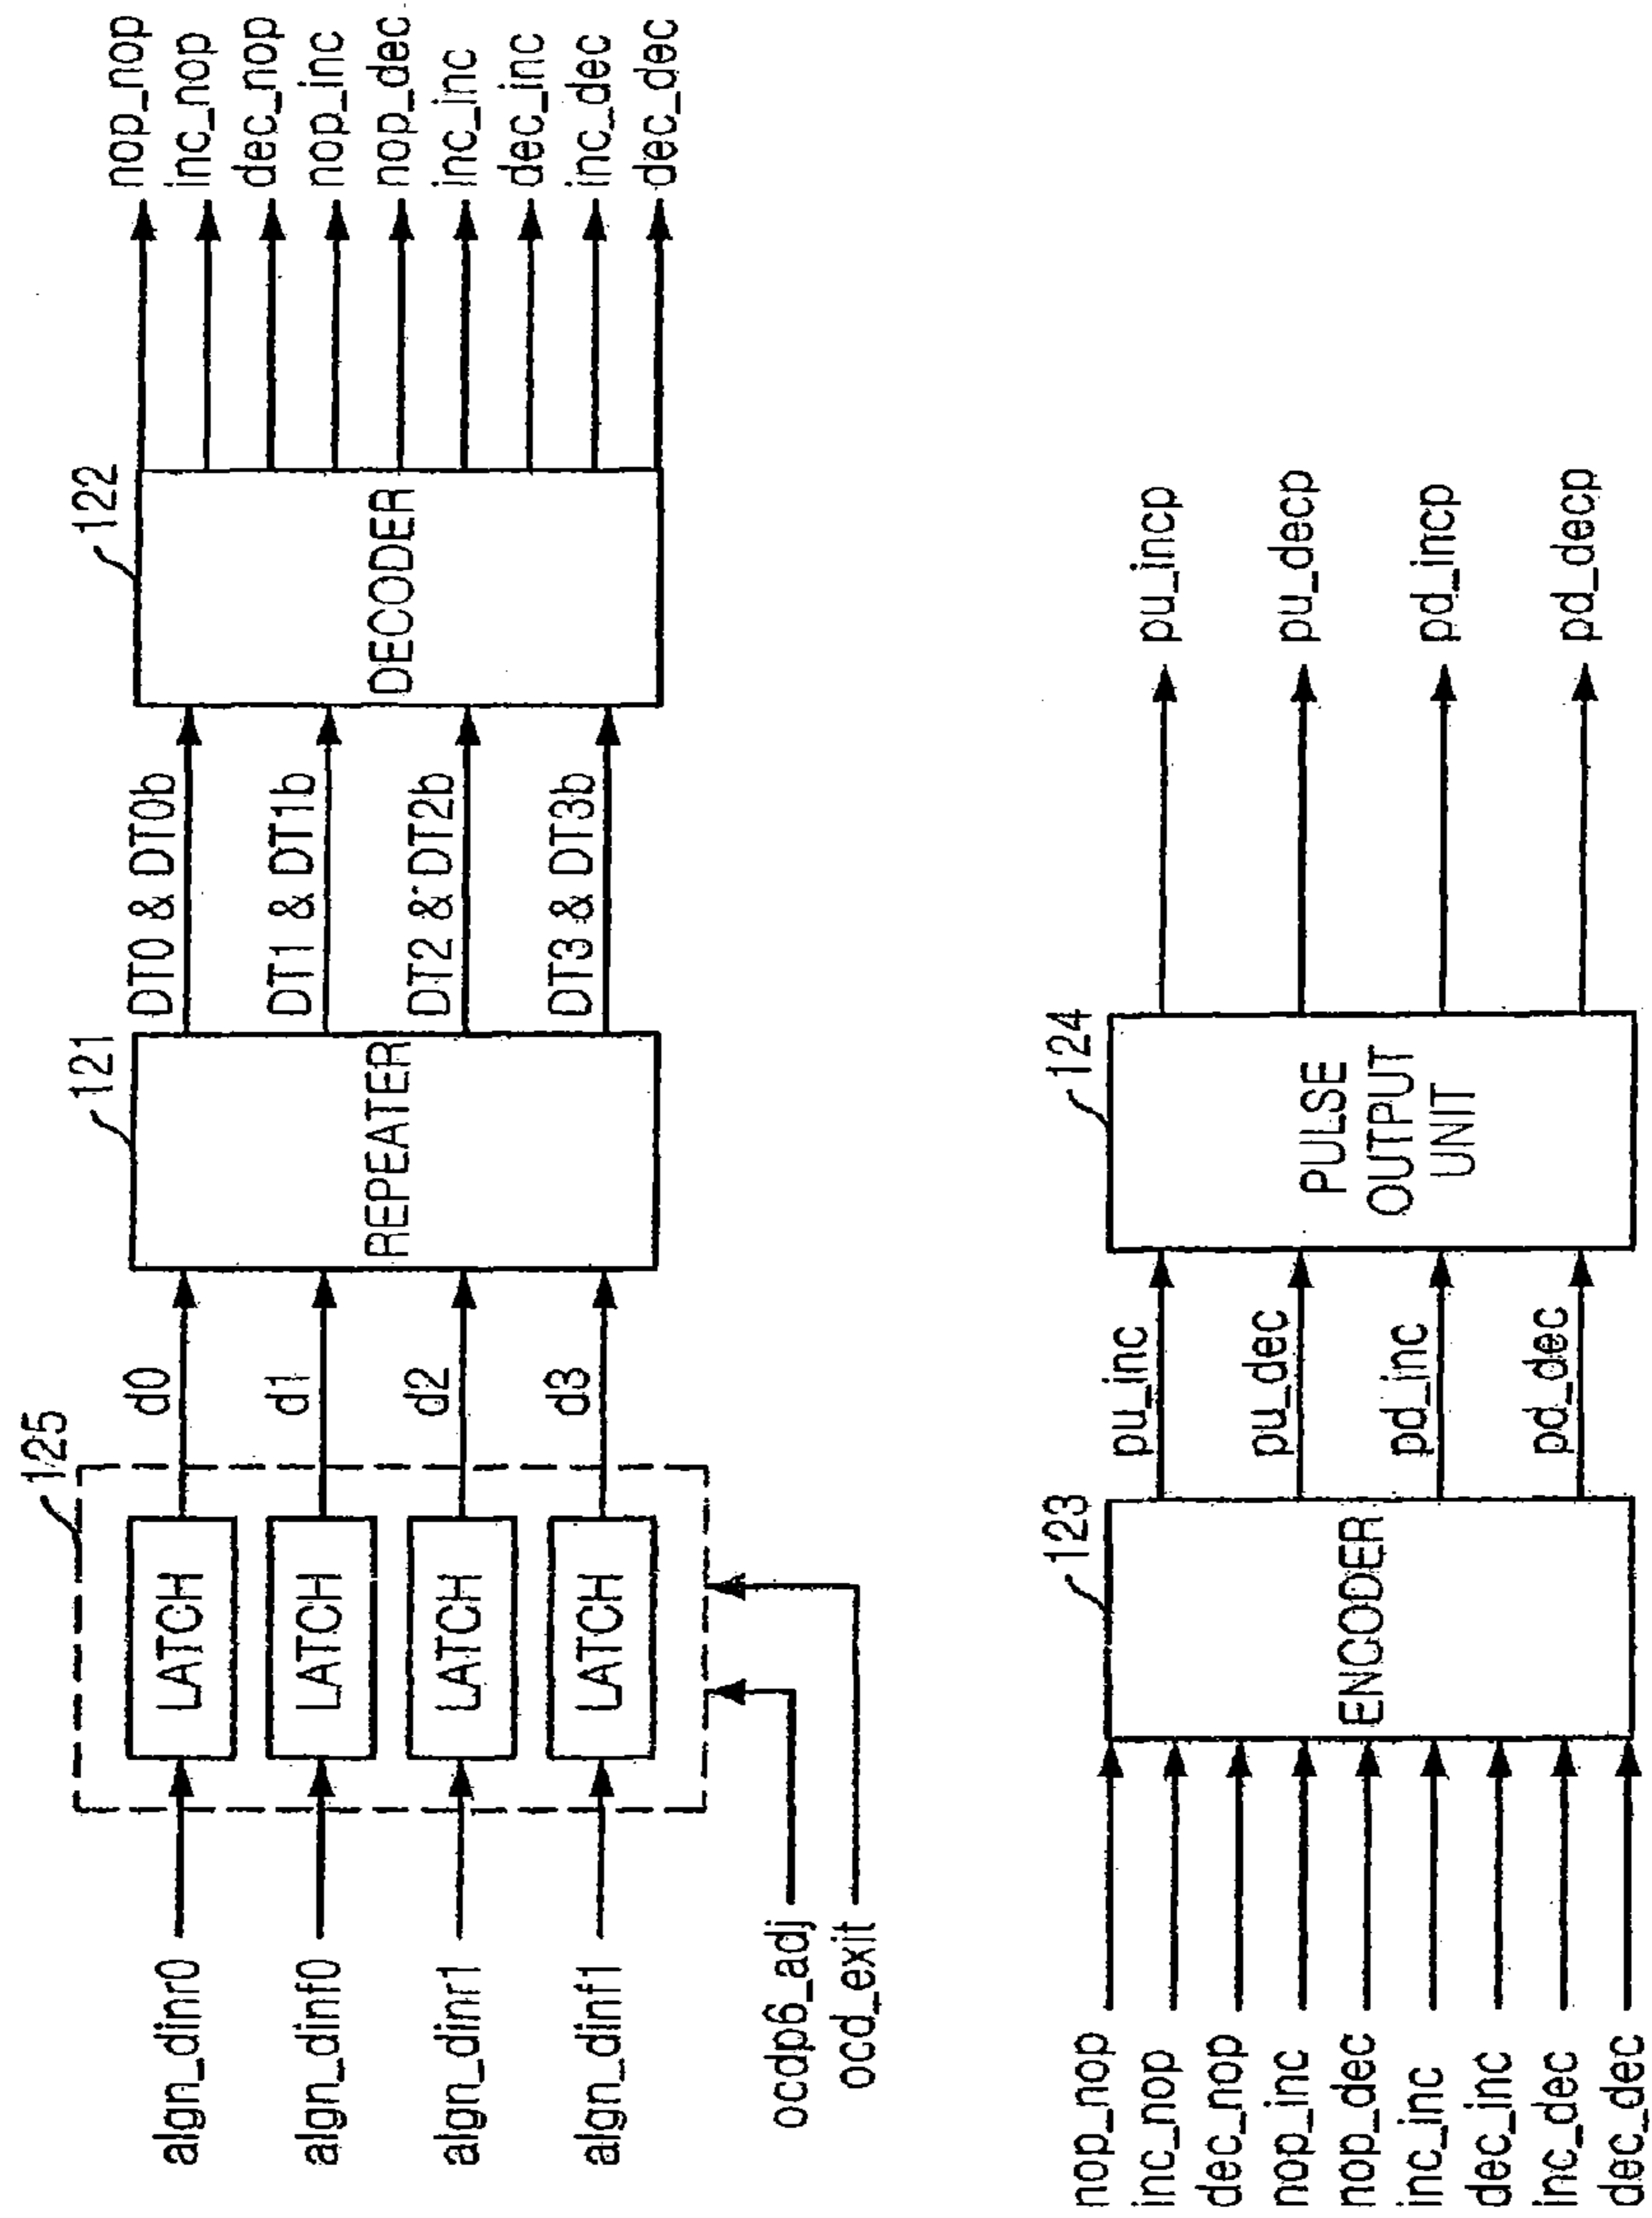 125
algn_dinr0
LATCH
d0
algn_dinf0
LATCH
d1
algn_dinr1
LATCH
d2
algn_dinf1
LATCH
d3
ocdp6_adj
ocd_exit
121
REPEATER
DT0 & DT0b
DT1 & DT1b
DT2 & DT2b
DT3 & DT3b
122
DECODER
nop_nop
inc_nop
dec_nop
nop_inc
nop_dec
inc_inc
dec_inc
inc_dec
dec_dec
nop_nop
inc_nop
dec_nop
nop_inc
nop_dec
inc_inc
dec_inc
inc_dec
dec_dec
123
ENCODER
pu_inc
pu_dec
pd_inc
pd_dec
124
PULSE
OUTPUT
UNIT
pu_incp
pu_decp
pd_incp
pd_decp